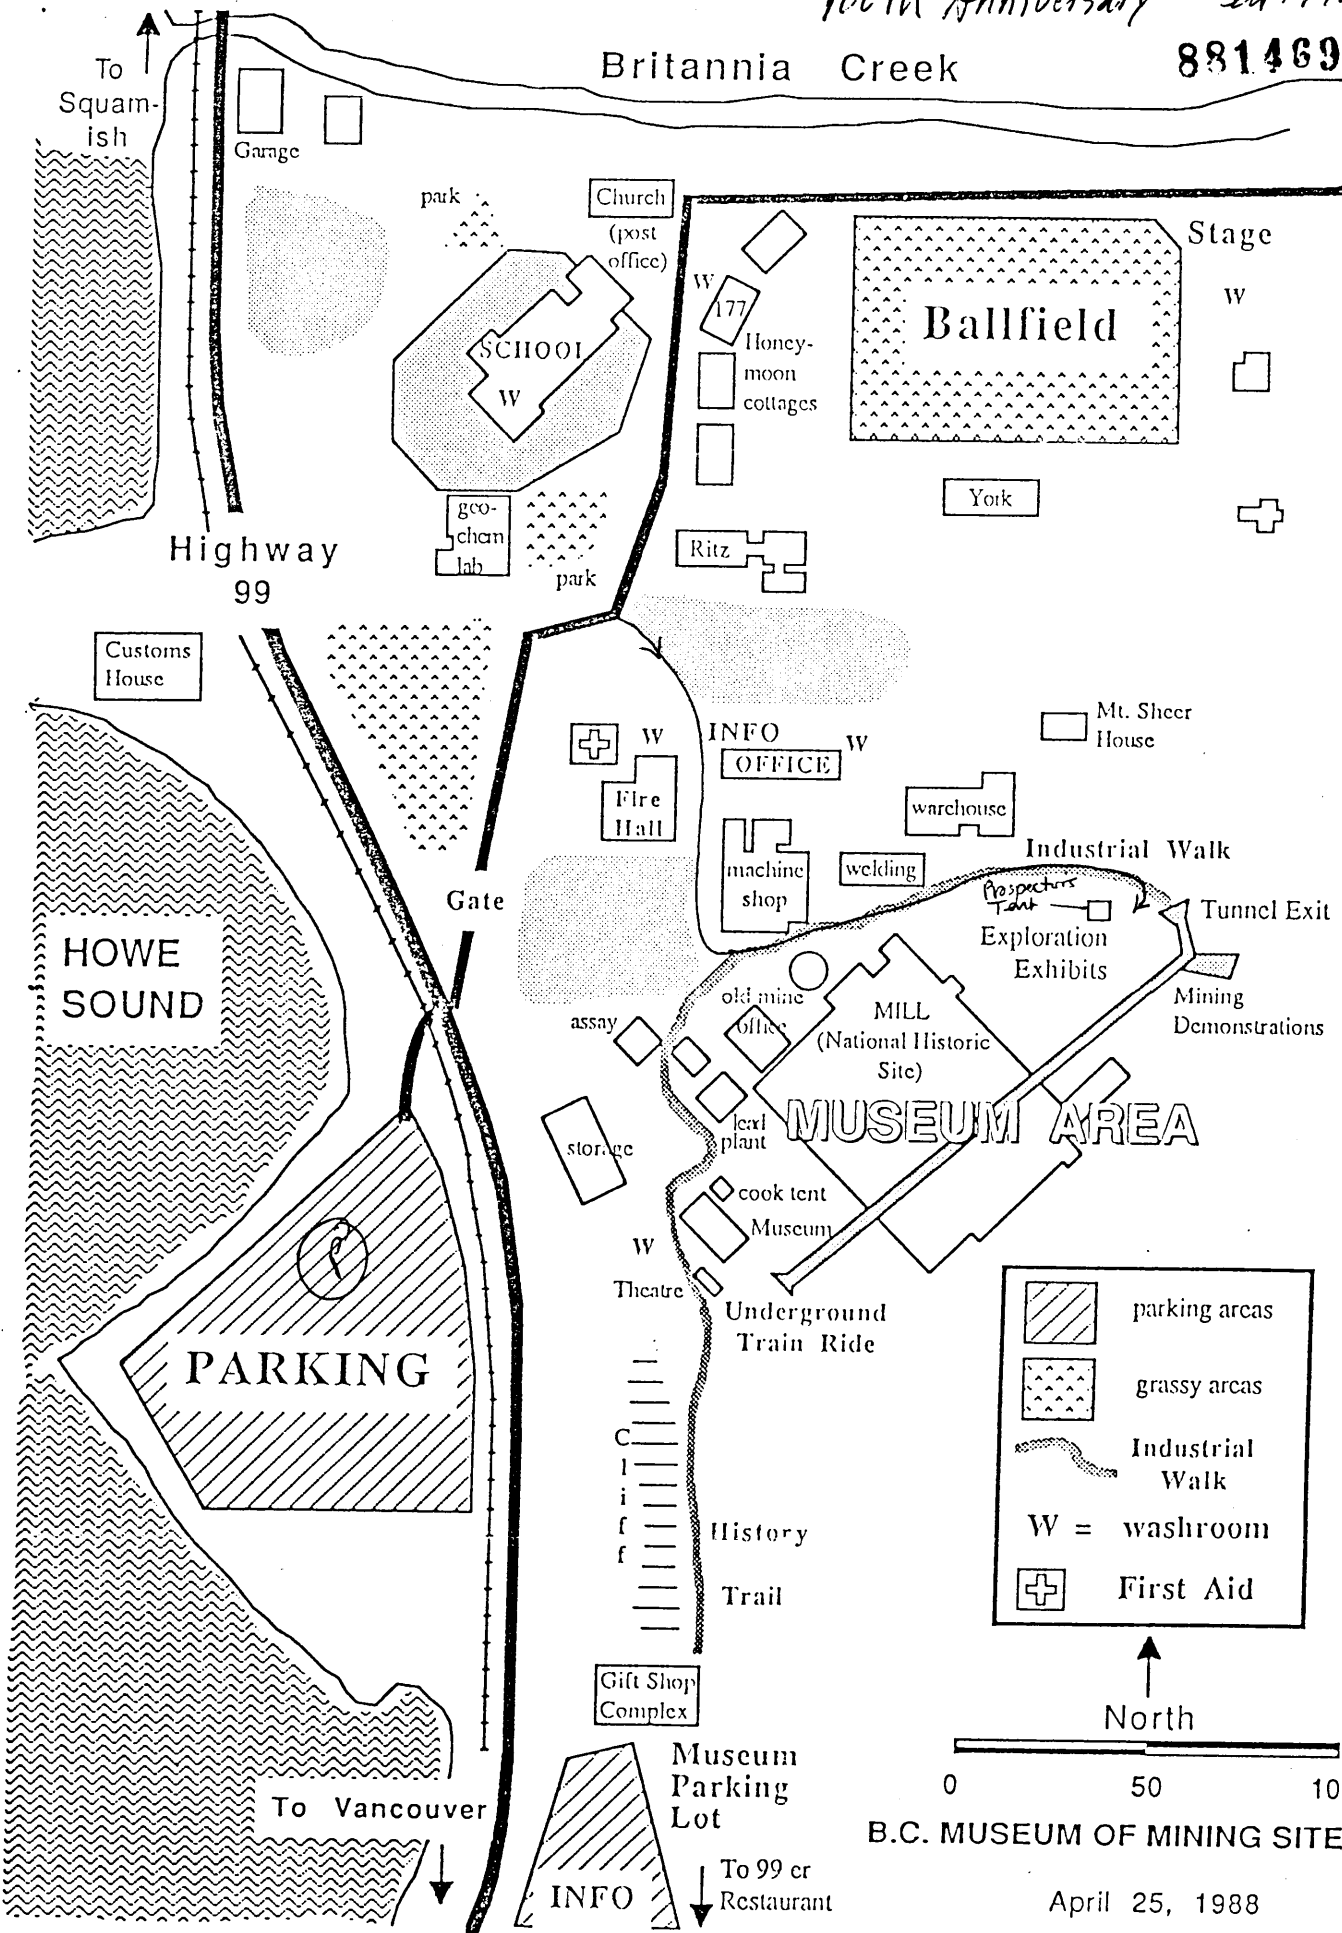 Anniversary
881469
Britannia Creek
To
Squam-
ish
Garage
park
Church
(post
office)
Stage
W
W
177
Ballfield
SCHOOL
W
Honey-
moon
cottages
York
geo-
chem
lab
park
Ritz
Highway
99
Customs
House
W
INFO
W
OFFICE
Mt. Sheer
House
Fire
Hall
warehouse
Industrial Walk
machine
shop
welding
Prospectors
Tent
Tunnel Exit
Gate
Exploration
Exhibits
HOWE
SOUND
old mine
office
MILL
(National Historic
Site)
Mining
Demonstrations
assay
MUSEUM AREA
storage
plant
cook tent
Museum
W
Theatre
Underground
Train Ride
P
PARKING
parking areas
grassy areas
Industrial
Walk
W = washroom
First Aid
Cliff
History
Trail
Gift Shop
Complex
North
Museum
Parking
Lot
0 50 10
To Vancouver
B.C. MUSEUM OF MINING SITE
To 99 er
Restaurant
INFO
April 25, 1988